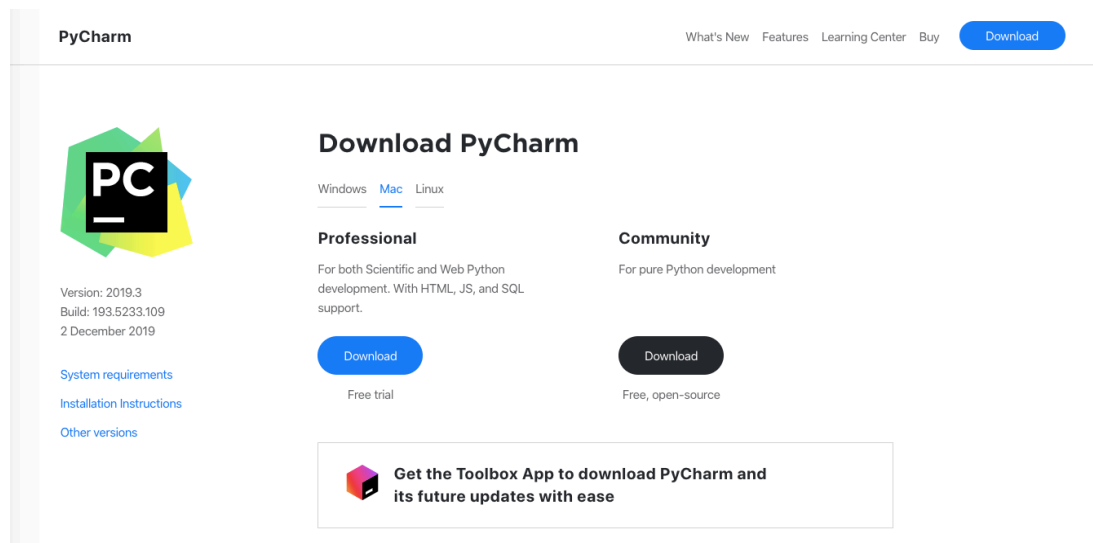 PyCharm
What's New Features Learning Center Buy Download
PC
Version: 2019.3
Build: 193.5233.109
2 December 2019
System requirements
Installation Instructions
Other versions
Download PyCharm
Windows Mac Linux
Professional
For both Scientific and Web Python
development. With HTML, JS, and SQL
support.
Download
Free trial
Community
For pure Python development
Download
Free, open-source
Get the Toolbox App to download PyCharm and
its future updates with ease